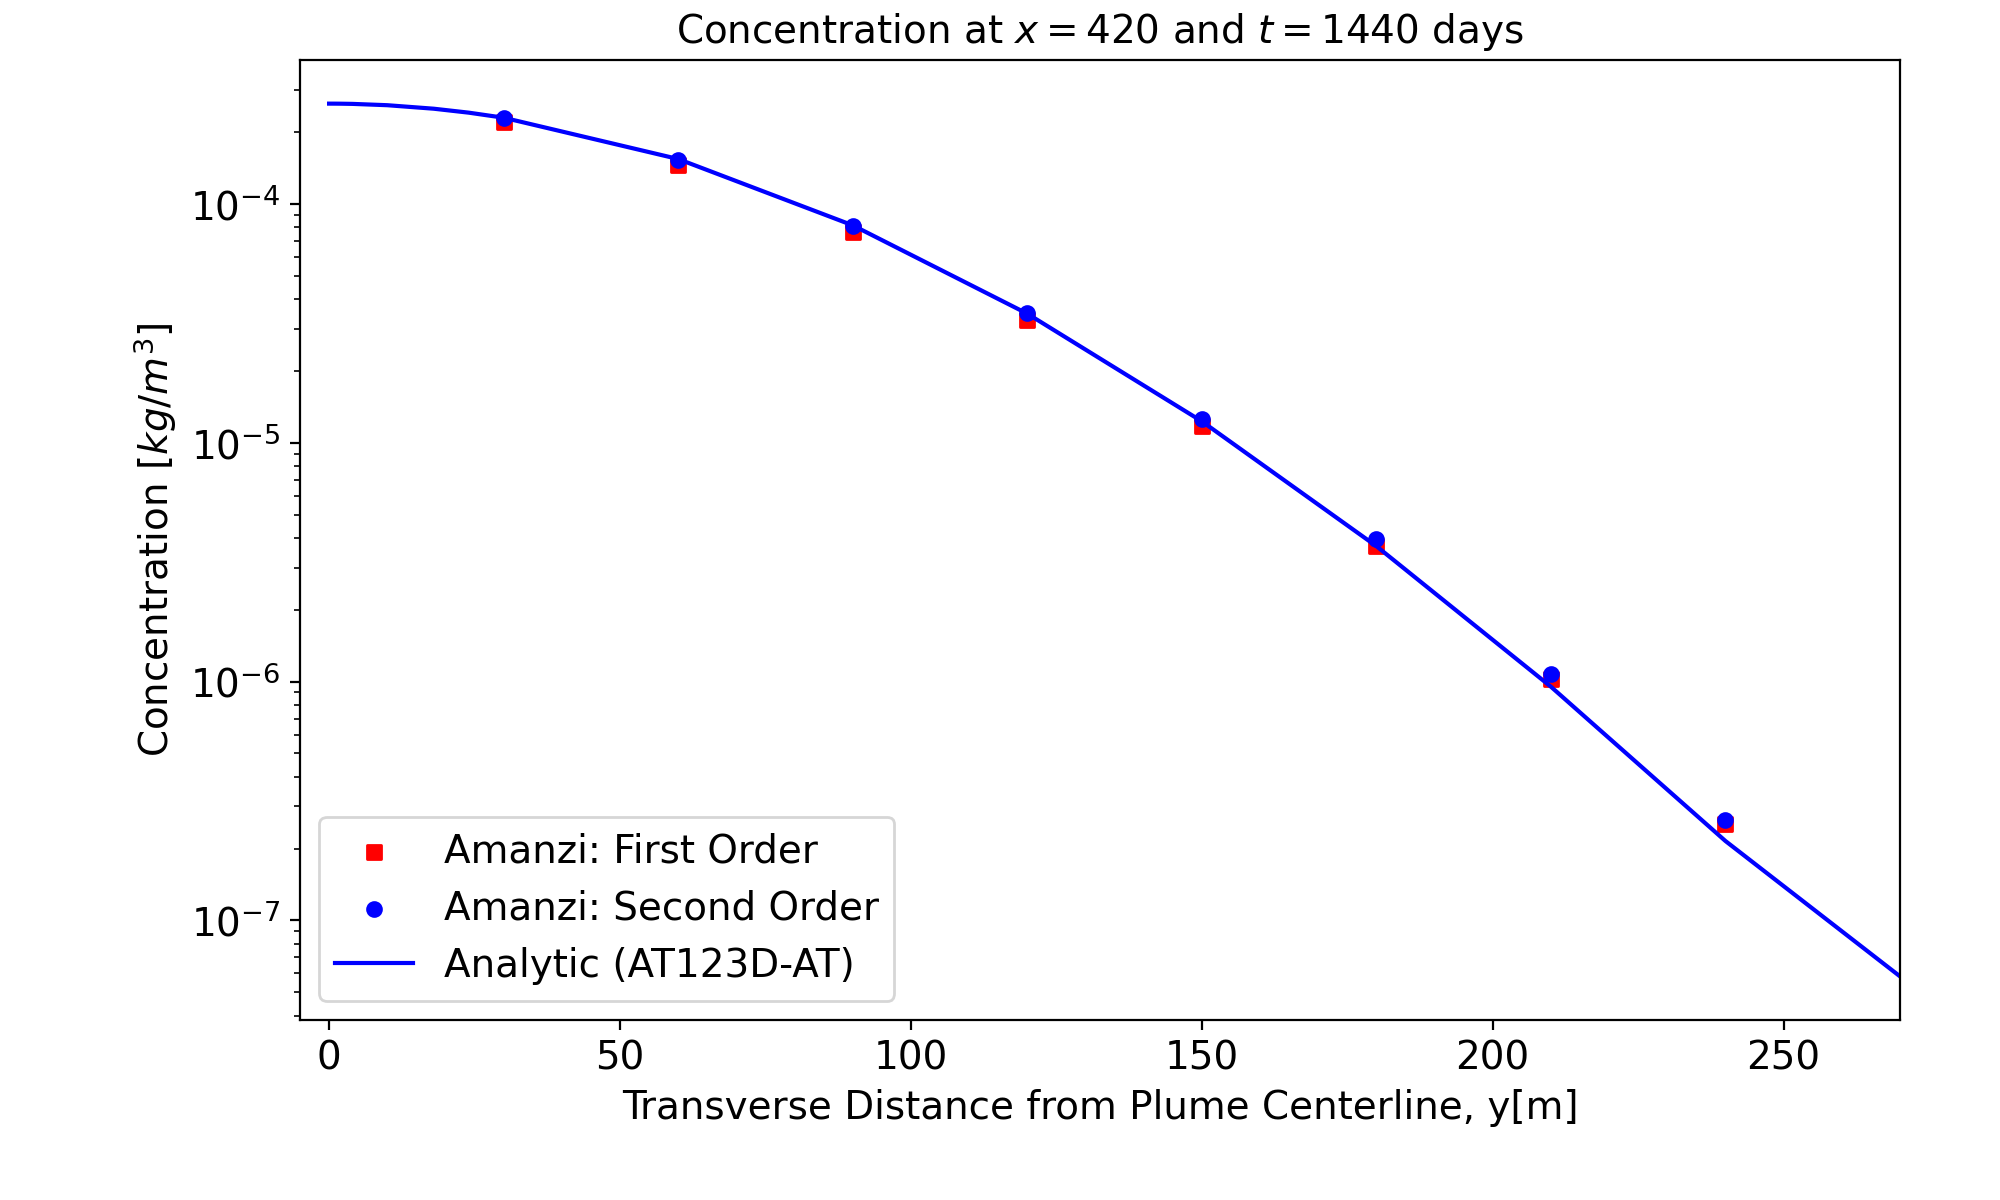 Concentration at x = 420 and t = 1440 days
Concentration [kg/m³]
10⁻⁴
10⁻⁵
10⁻⁶
10⁻⁷
Amanzi: First Order
Amanzi: Second Order
Analytic (AT123D-AT)
0 50 100 150 200 250
Transverse Distance from Plume Centerline, y[m]